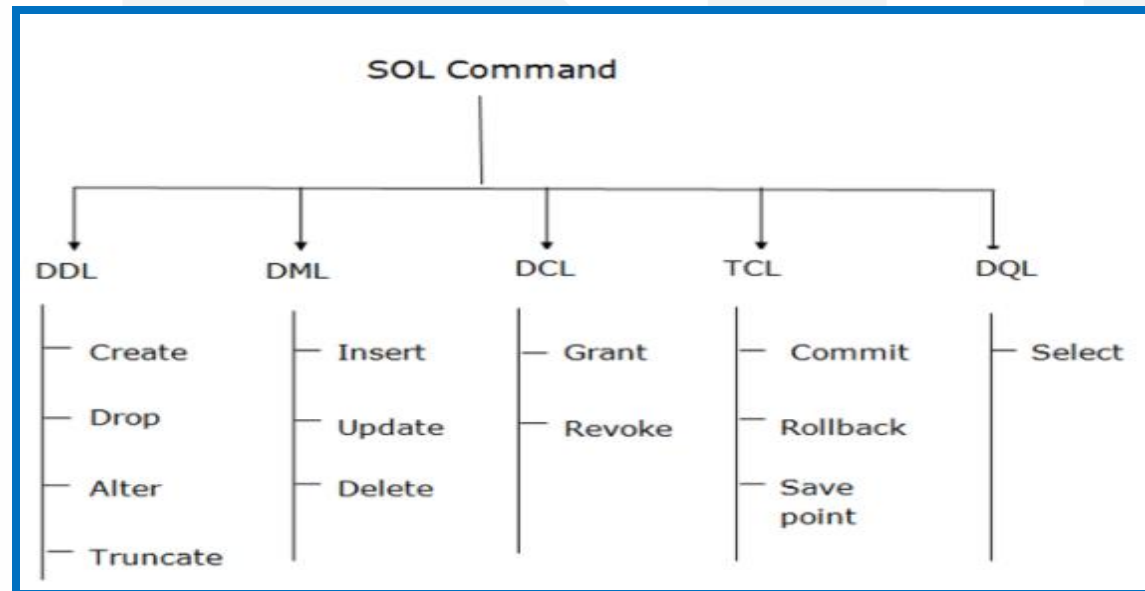 SOL Command
DDL
DML
DCL
TCL
DQL
Create
Drop
Alter
Truncate
Insert
Update
Delete
Grant
Revoke
Commit
Rollback
Save
point
Select